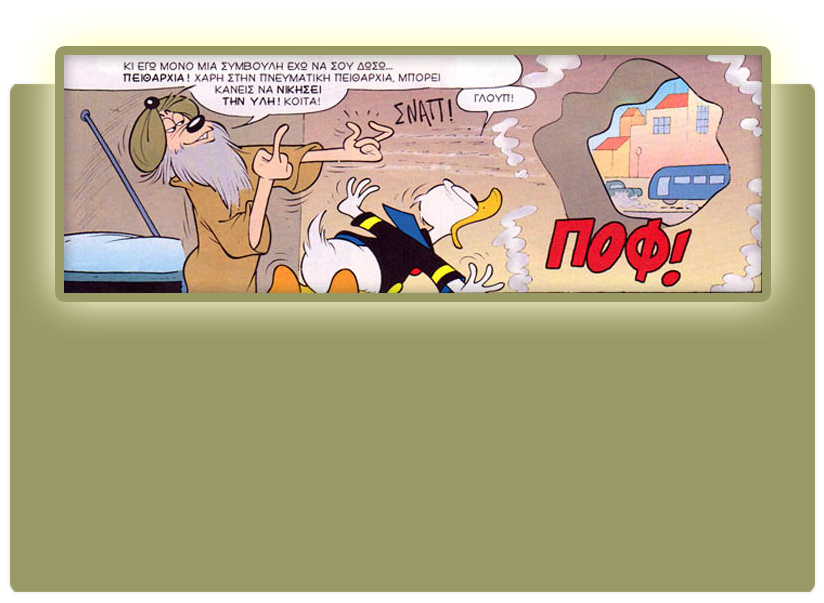 ΚΙ ΕΓΩ ΜΟΝΟ ΜΙΑ ΣΥΜΒΟΥΛΗ ΕΧΩ ΝΑ ΣΟΥ ΔΩΣΩ...
ΠΕΙΘΑΡΧΙΑ! ΧΑΡΗ ΣΤΗΝ ΠΝΕΥΜΑΤΙΚΗ ΠΕΙΘΑΡΧΙΑ, ΜΠΟΡΕΙ
ΚΑΝΕΙΣ ΝΑ ΝΙΚΗΣΕΙ
ΤΗΝ ΥΛΗ! ΚΟΙΤΑ!
ΣΝΑΠ!
ΓΛΟΥΠ!
ΠΟΦ!